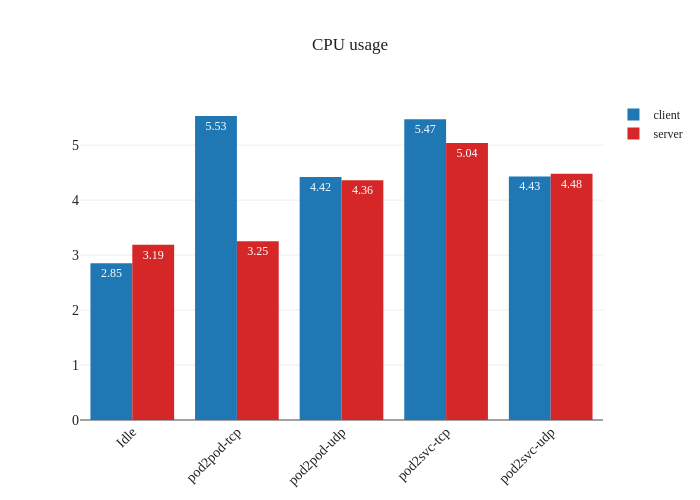 CPU usage
client
server
5
4
3
2
1
0
2.85
3.19
5.53
3.25
4.42
4.36
5.47
5.04
4.43
4.48
Idle
pod2pod-tcp
pod2pod-udp
pod2svc-tcp
pod2svc-udp